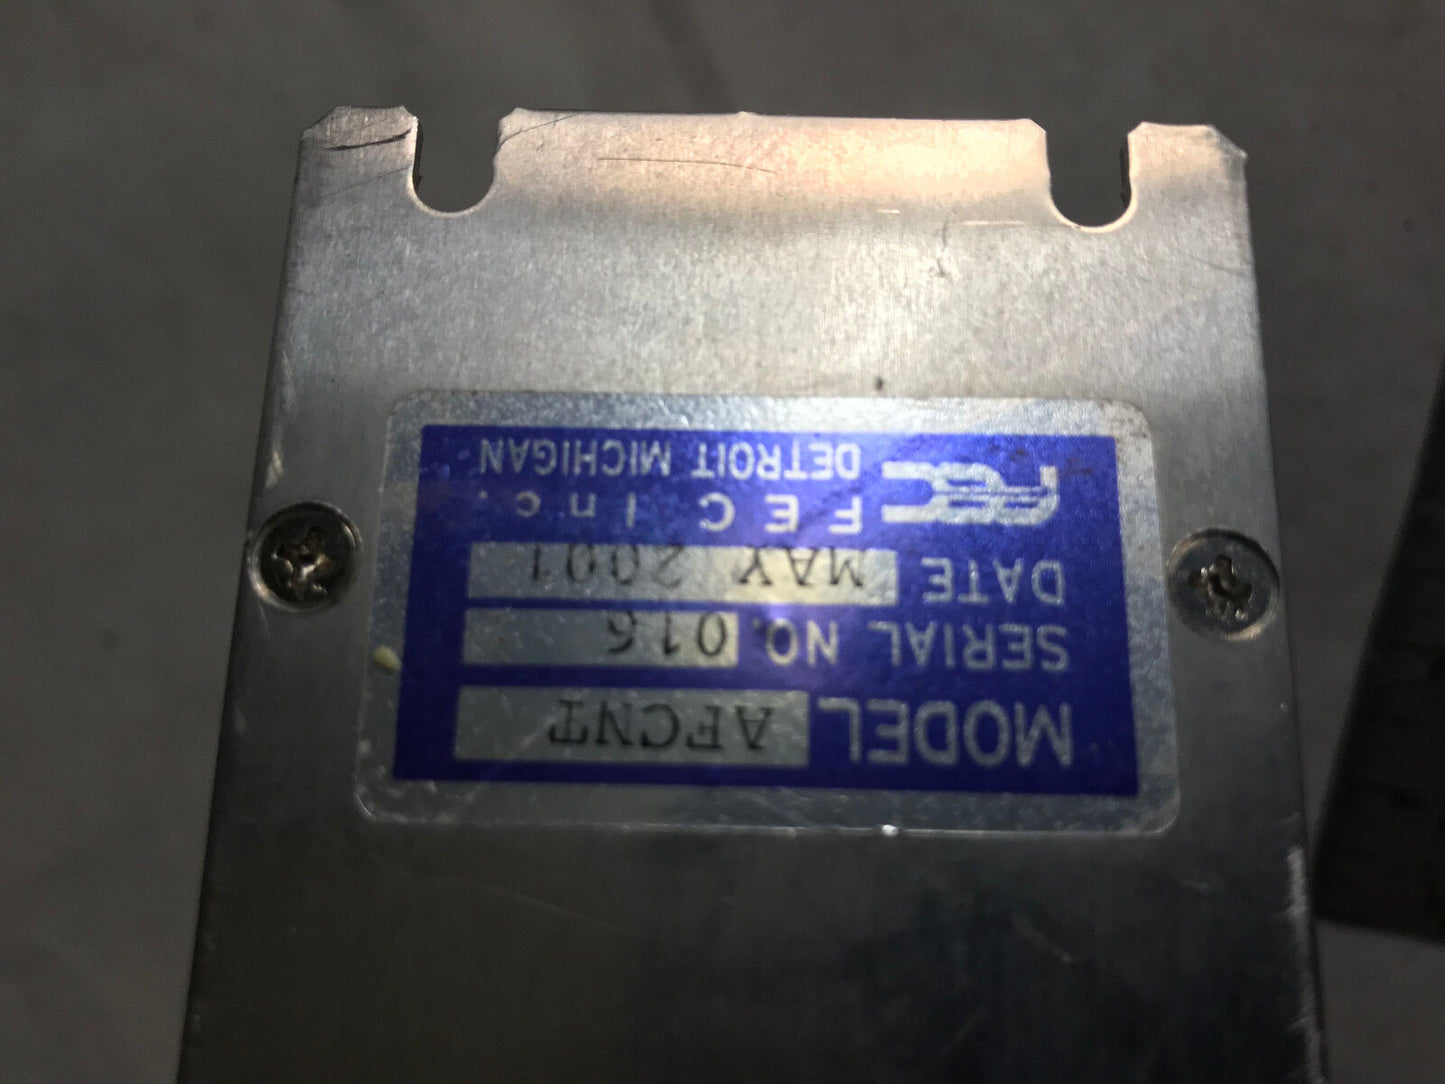 MODEL AFCNT
SERIAL NO. 016
DATE MAY 2001
FEC Inc.
DETROIT MICHIGAN